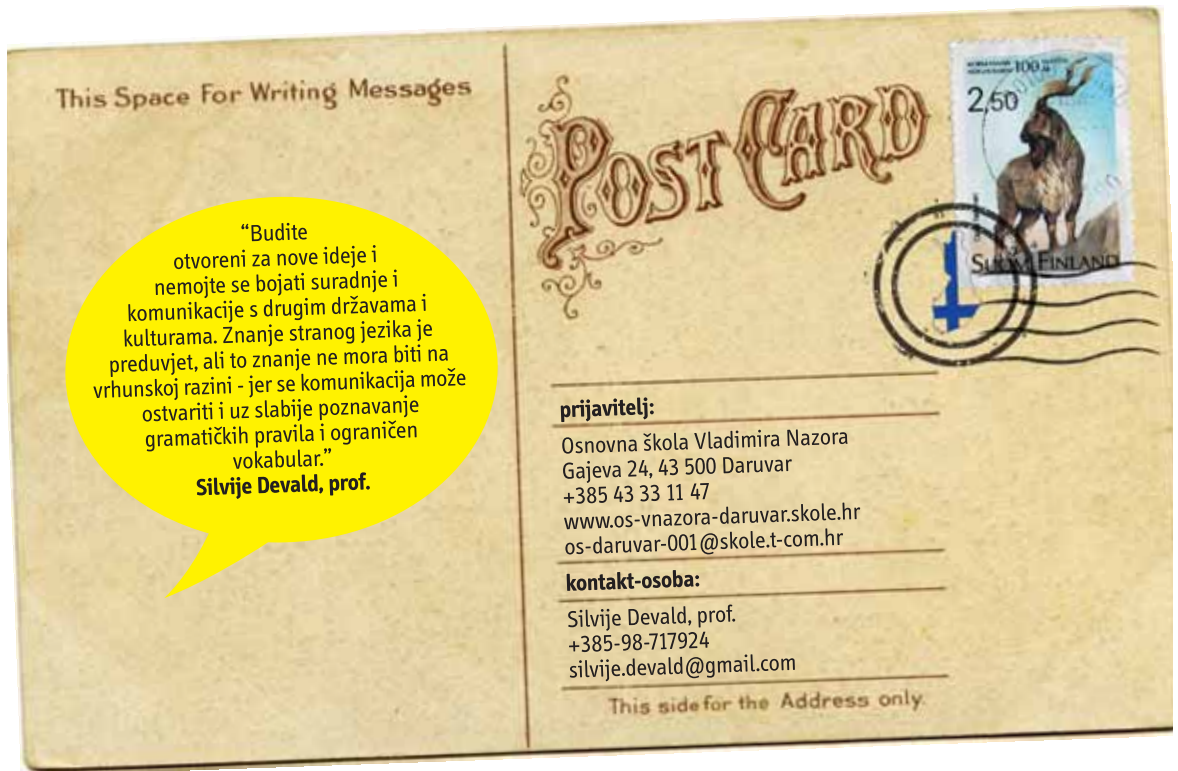 This Space For Writing Messages
“Budite
otvoreni za nove ideje i
nemojte se bojati suradnje i
komunikacije s drugim državama i
kulturama. Znanje stranog jezika je
preduvjet, ali to znanje ne mora biti na
vrhunskoj razini - jer se komunikacija može
ostvariti i uz slabije poznavanje
gramatičkih pravila i ograničen
vokabular.”
Silvije Devald, prof.
POST CARD
100
2,50
SUOMI FINLAND
prijavitelj:
Osnovna škola Vladimira Nazora
Gajeva 24, 43 500 Daruvar
+385 43 33 11 47
www.os-vnazora-daruvar.skole.hr
os-daruvar-001@skole.t-com.hr
kontakt-osoba:
Silvije Devald, prof.
+385-98-717924
silvije.devald@gmail.com
This side for the Address only.